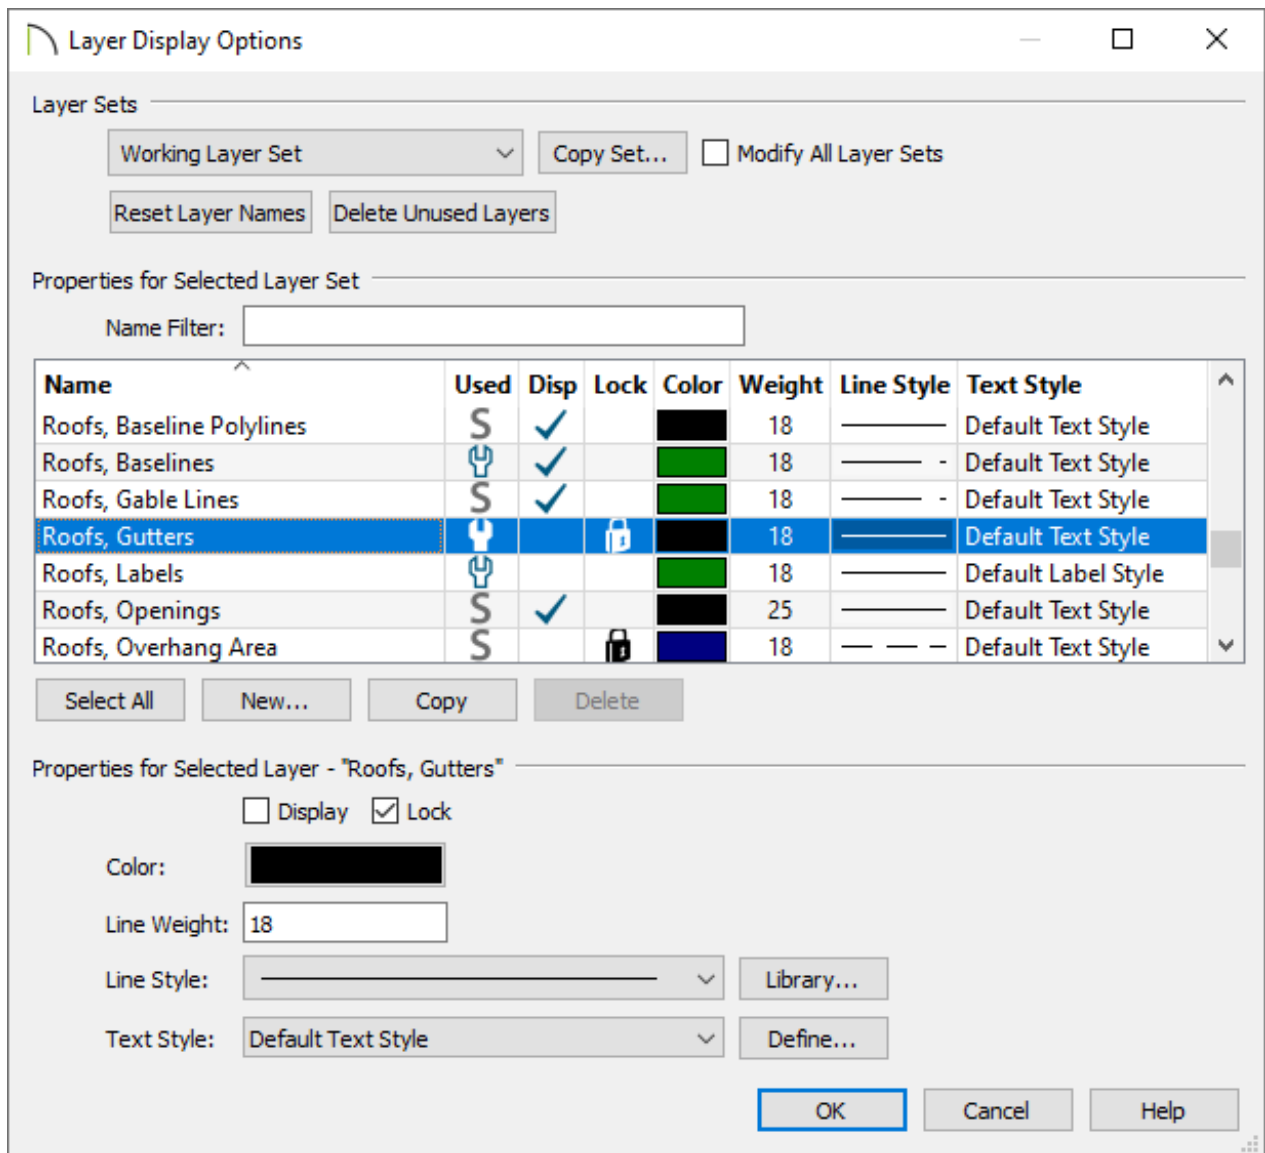 Layer Display Options
Layer Sets
Working Layer Set Copy Set... Modify All Layer Sets
Reset Layer Names Delete Unused Layers
Properties for Selected Layer Set
Name Filter:
Name Used Disp Lock Color Weight Line Style Text Style
Roofs, Baseline Polylines S 18 Default Text Style
Roofs, Baselines 18 Default Text Style
Roofs, Gable Lines S 18 Default Text Style
Roofs, Gutters 18 Default Text Style
Roofs, Labels 18 Default Label Style
Roofs, Openings S 25 Default Text Style
Roofs, Overhang Area S 18 Default Text Style
Select All New... Copy Delete
Properties for Selected Layer - "Roofs, Gutters"
Display Lock
Color:
Line Weight: 18
Line Style: Library...
Text Style: Default Text Style Define...
OK Cancel Help